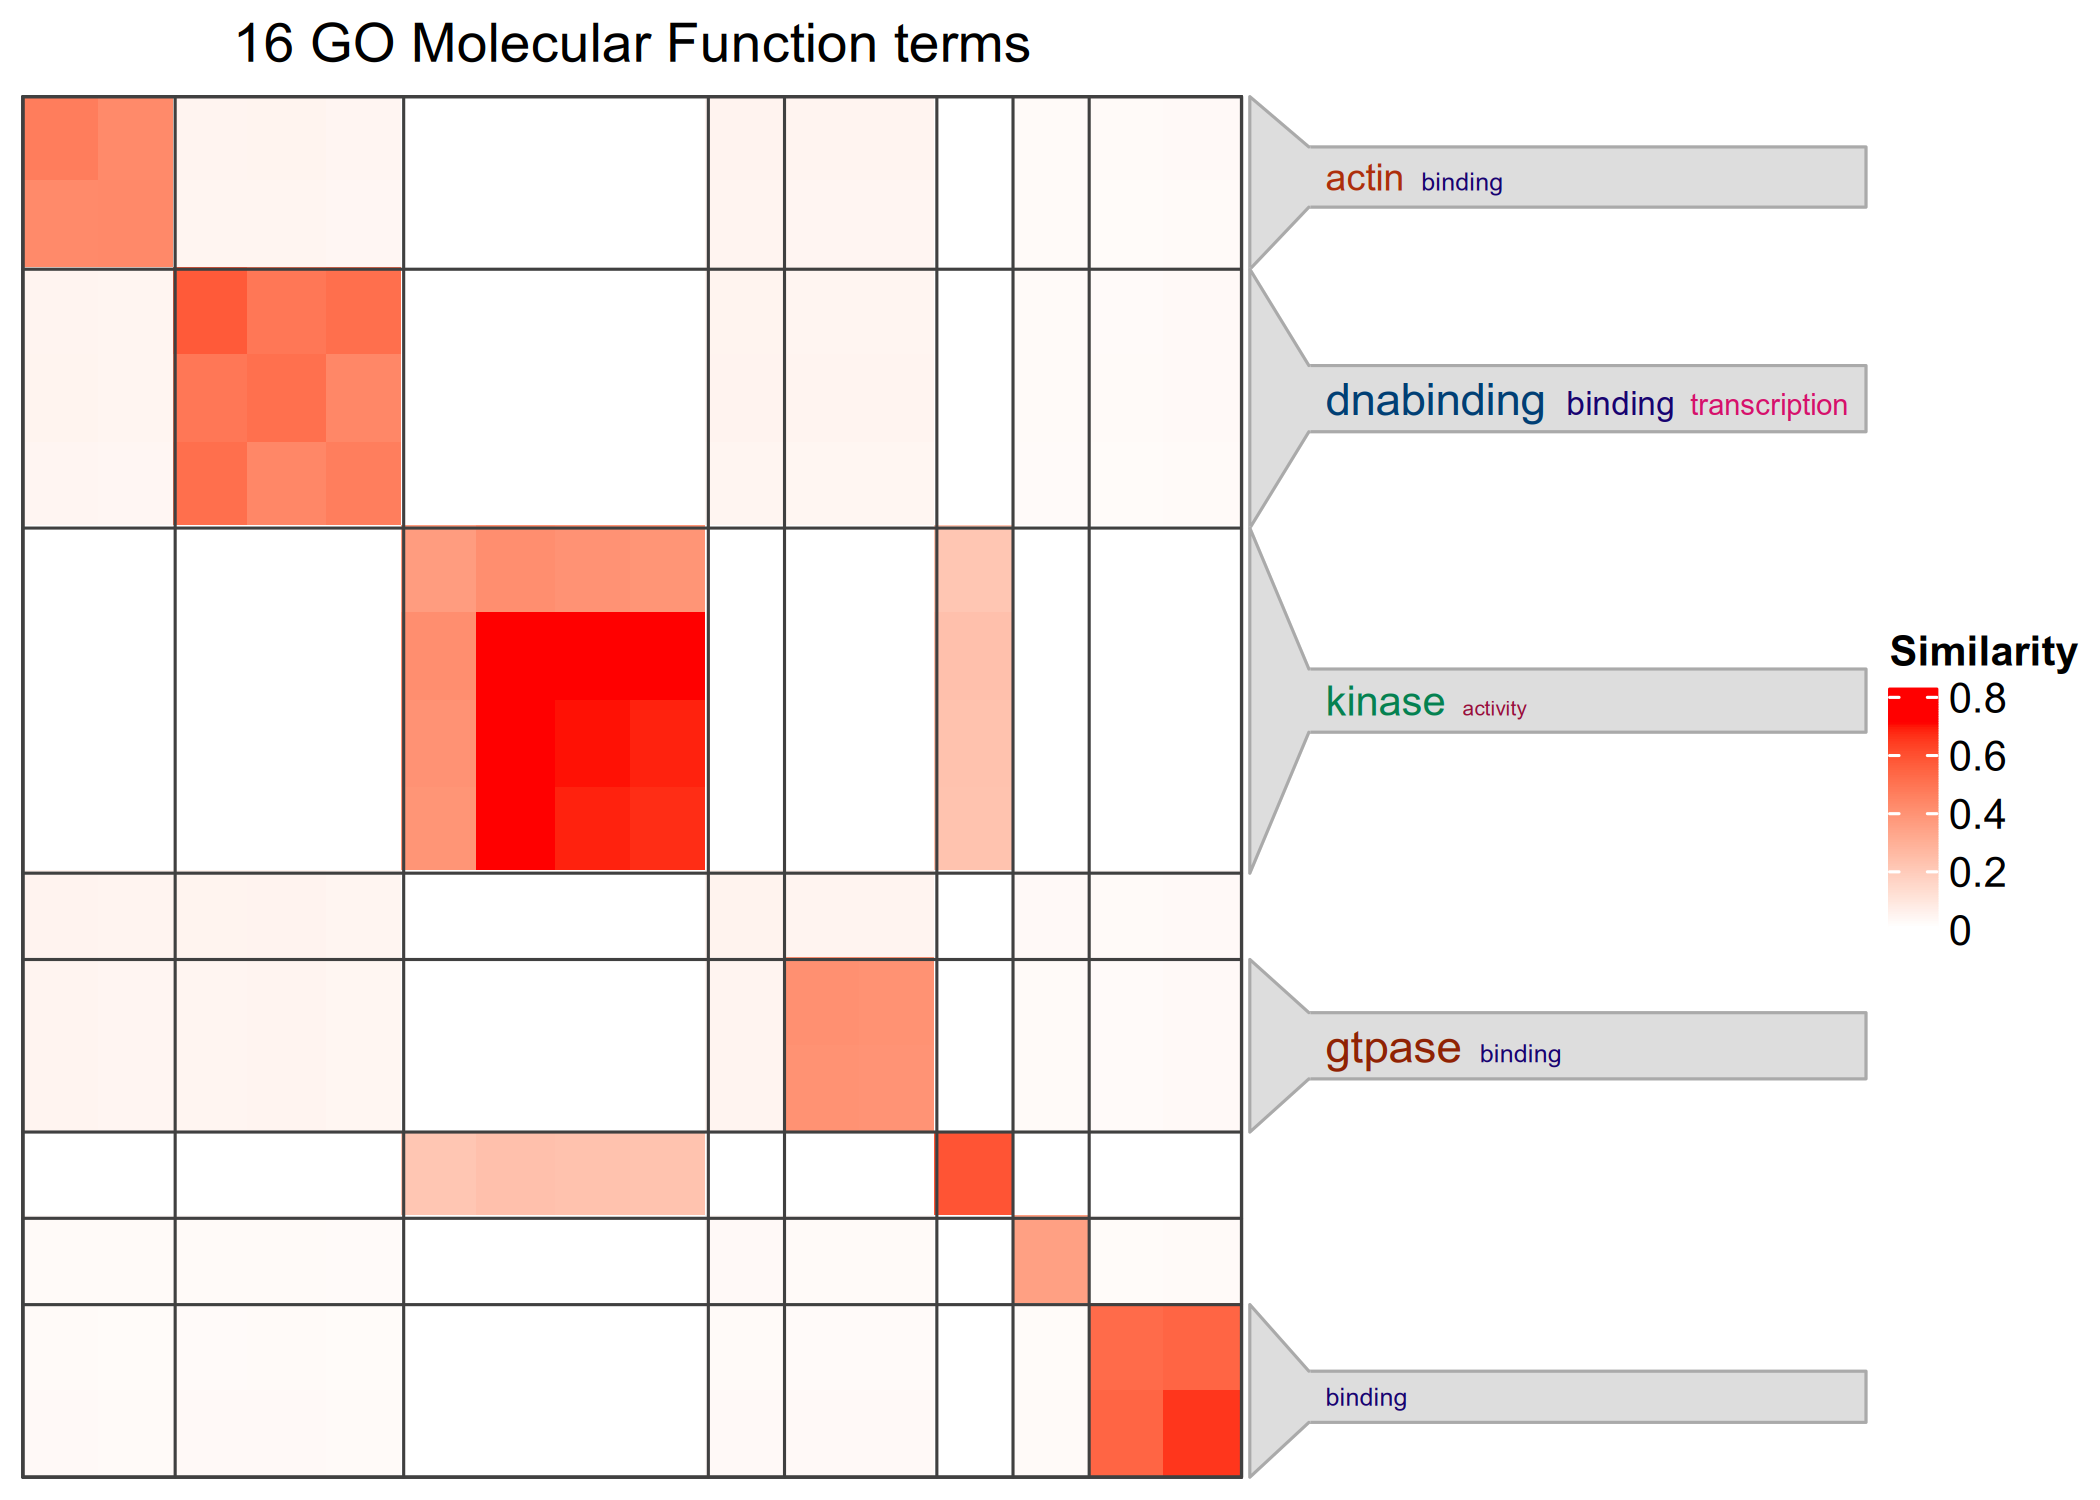 16 GO Molecular Function terms
actin binding
dnabinding binding transcription
kinase activity
gtpase binding
binding
Similarity
0.8
0.6
0.4
0.2
0